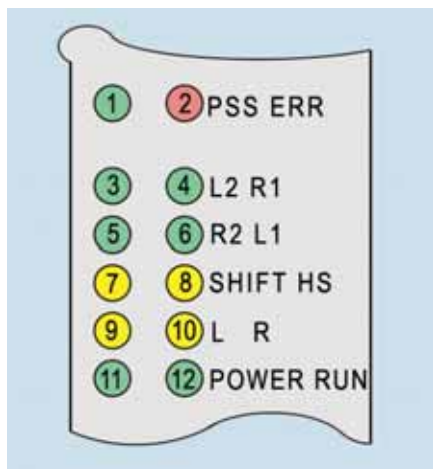 1 2 PSS ERR
3 4 L2 R1
5 6 R2 L1
7 8 SHIFT HS
9 10 L R
11 12 POWER RUN